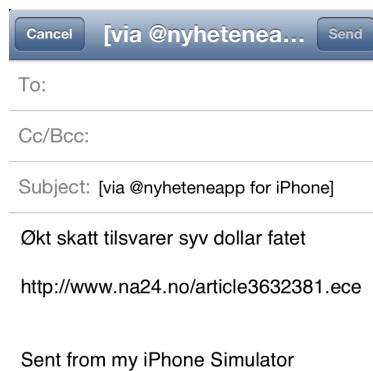 Cancel [via @nyhetenea... Send
To:
Cc/Bcc:
Subject: [via @nyheteneapp for iPhone]
Økt skatt tilsvarer syv dollar fatet
http://www.na24.no/article3632381.ece
Sent from my iPhone Simulator